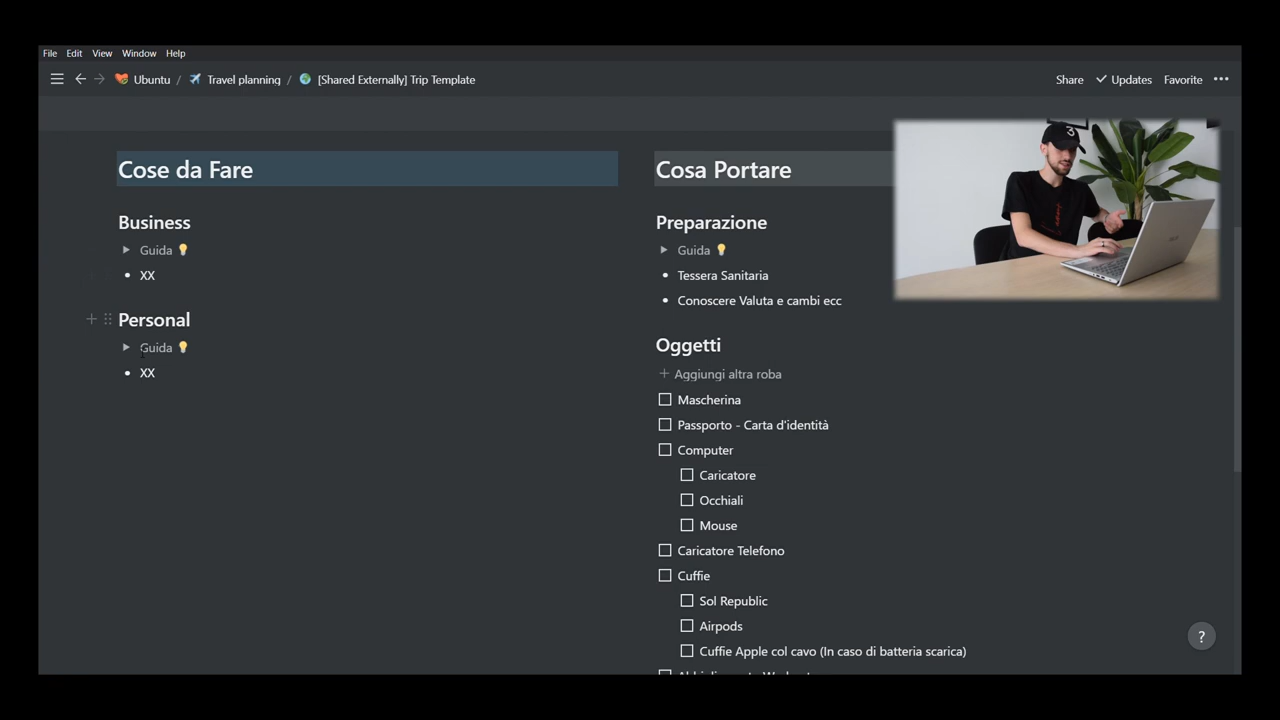 File Edit View Window Help
Ubuntu / Travel planning / [Shared Externally] Trip Template
Share Updates Favorite
Cose da Fare
Business
Guida
XX
Personal
Guida
XX
Cosa Portare
Preparazione
Guida
Tessera Sanitaria
Conoscere Valuta e cambi ecc
Oggetti
+ Aggiungi altra roba
Mascherina
Passporto - Carta d'identità
Computer
Caricatore
Occhiali
Mouse
Caricatore Telefono
Cuffie
Sol Republic
Airpods
Cuffie Apple col cavo (In caso di batteria scarica)
?
3